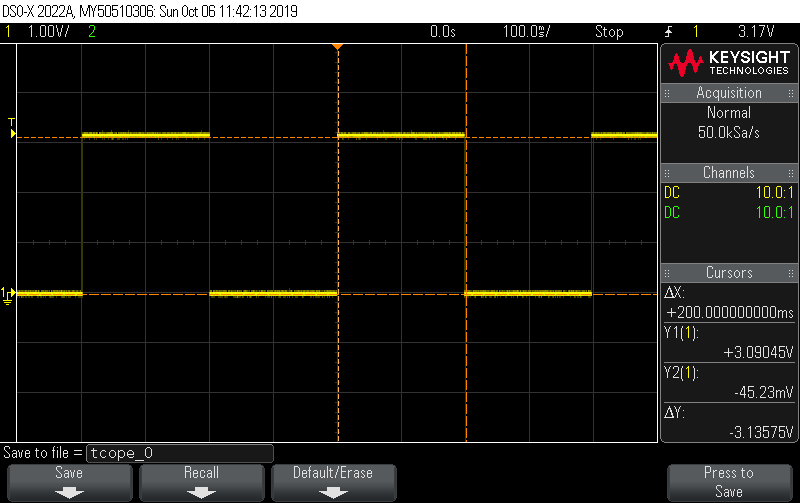 DSO-X 2022A, MY50510306: Sun Oct 06 11:42:13 2019
1 1.00V/ 2 0.0s 100.0ms/ Stop 1 3.17V
KEYSIGHT
TECHNOLOGIES
Acquisition
Normal
50.0kSa/s
Channels
DC 10.0:1
DC 10.0:1
Cursors
ΔX:
+200.000000000ms
Y1(1):
+3.09045V
Y2(1):
-45.23mV
ΔY:
-3.13575V
T
1
Save to file = tcope_0
Save Recall Default/Erase Press to
Save